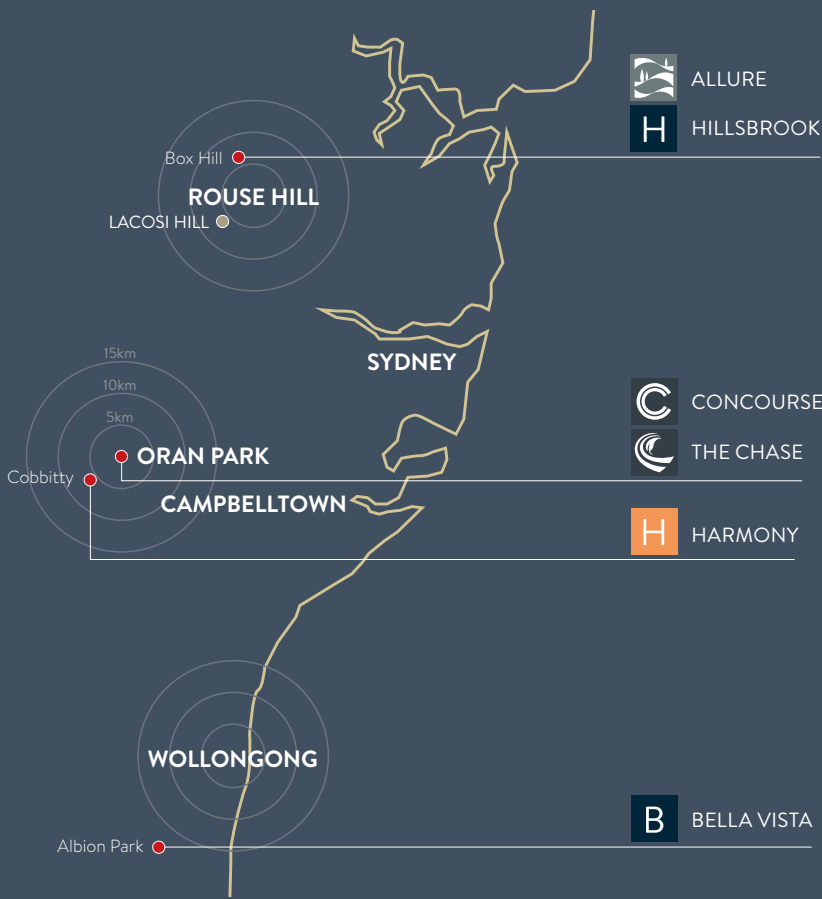 ALLURE
H HILLSBROOK
Box Hill
ROUSE HILL
LACOSI HILL
SYDNEY
15km
10km
5km
C CONCOURSE
ORAN PARK
THE CHASE
Cobbitty
CAMPBELLTOWN
H HARMONY
WOLLONGONG
B BELLA VISTA
Albion Park